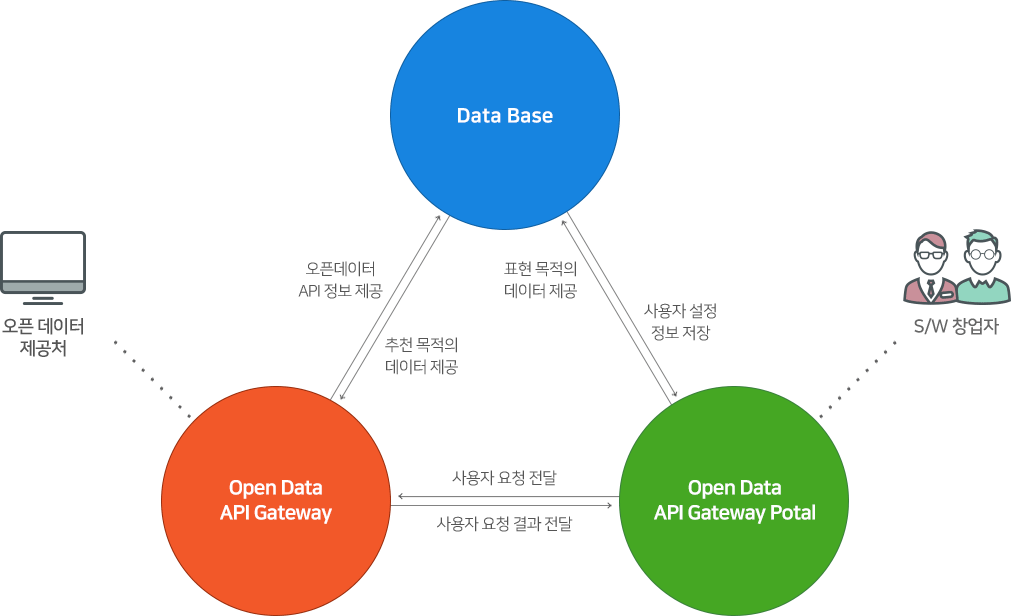 Data Base
오픈데이터
API 정보 제공
표현 목적의
데이터 제공
사용자 설정
정보 저장
추천 목적의
데이터 제공
오픈 데이터
제공처
S/W 창업자
사용자 요청 전달
사용자 요청 결과 전달
Open Data
API Gateway
Open Data
API Gateway Potal